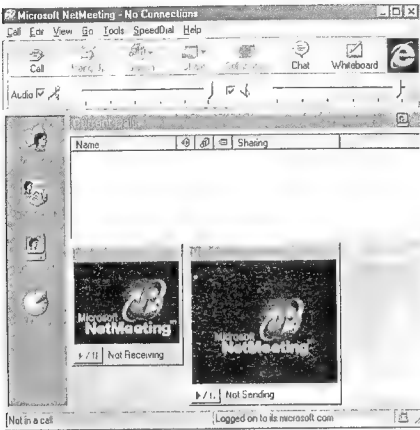 Microsoft NetMeeting - No Connections
Call Edit View Go Tools SpeedDial Help
Call Chat Whiteboard
Audio
Name Sharing
Microsoft
NetMeeting
Not Receiving
Microsoft
NetMeeting
Not Sending
Not in a call Logged on to ils.microsoft.com